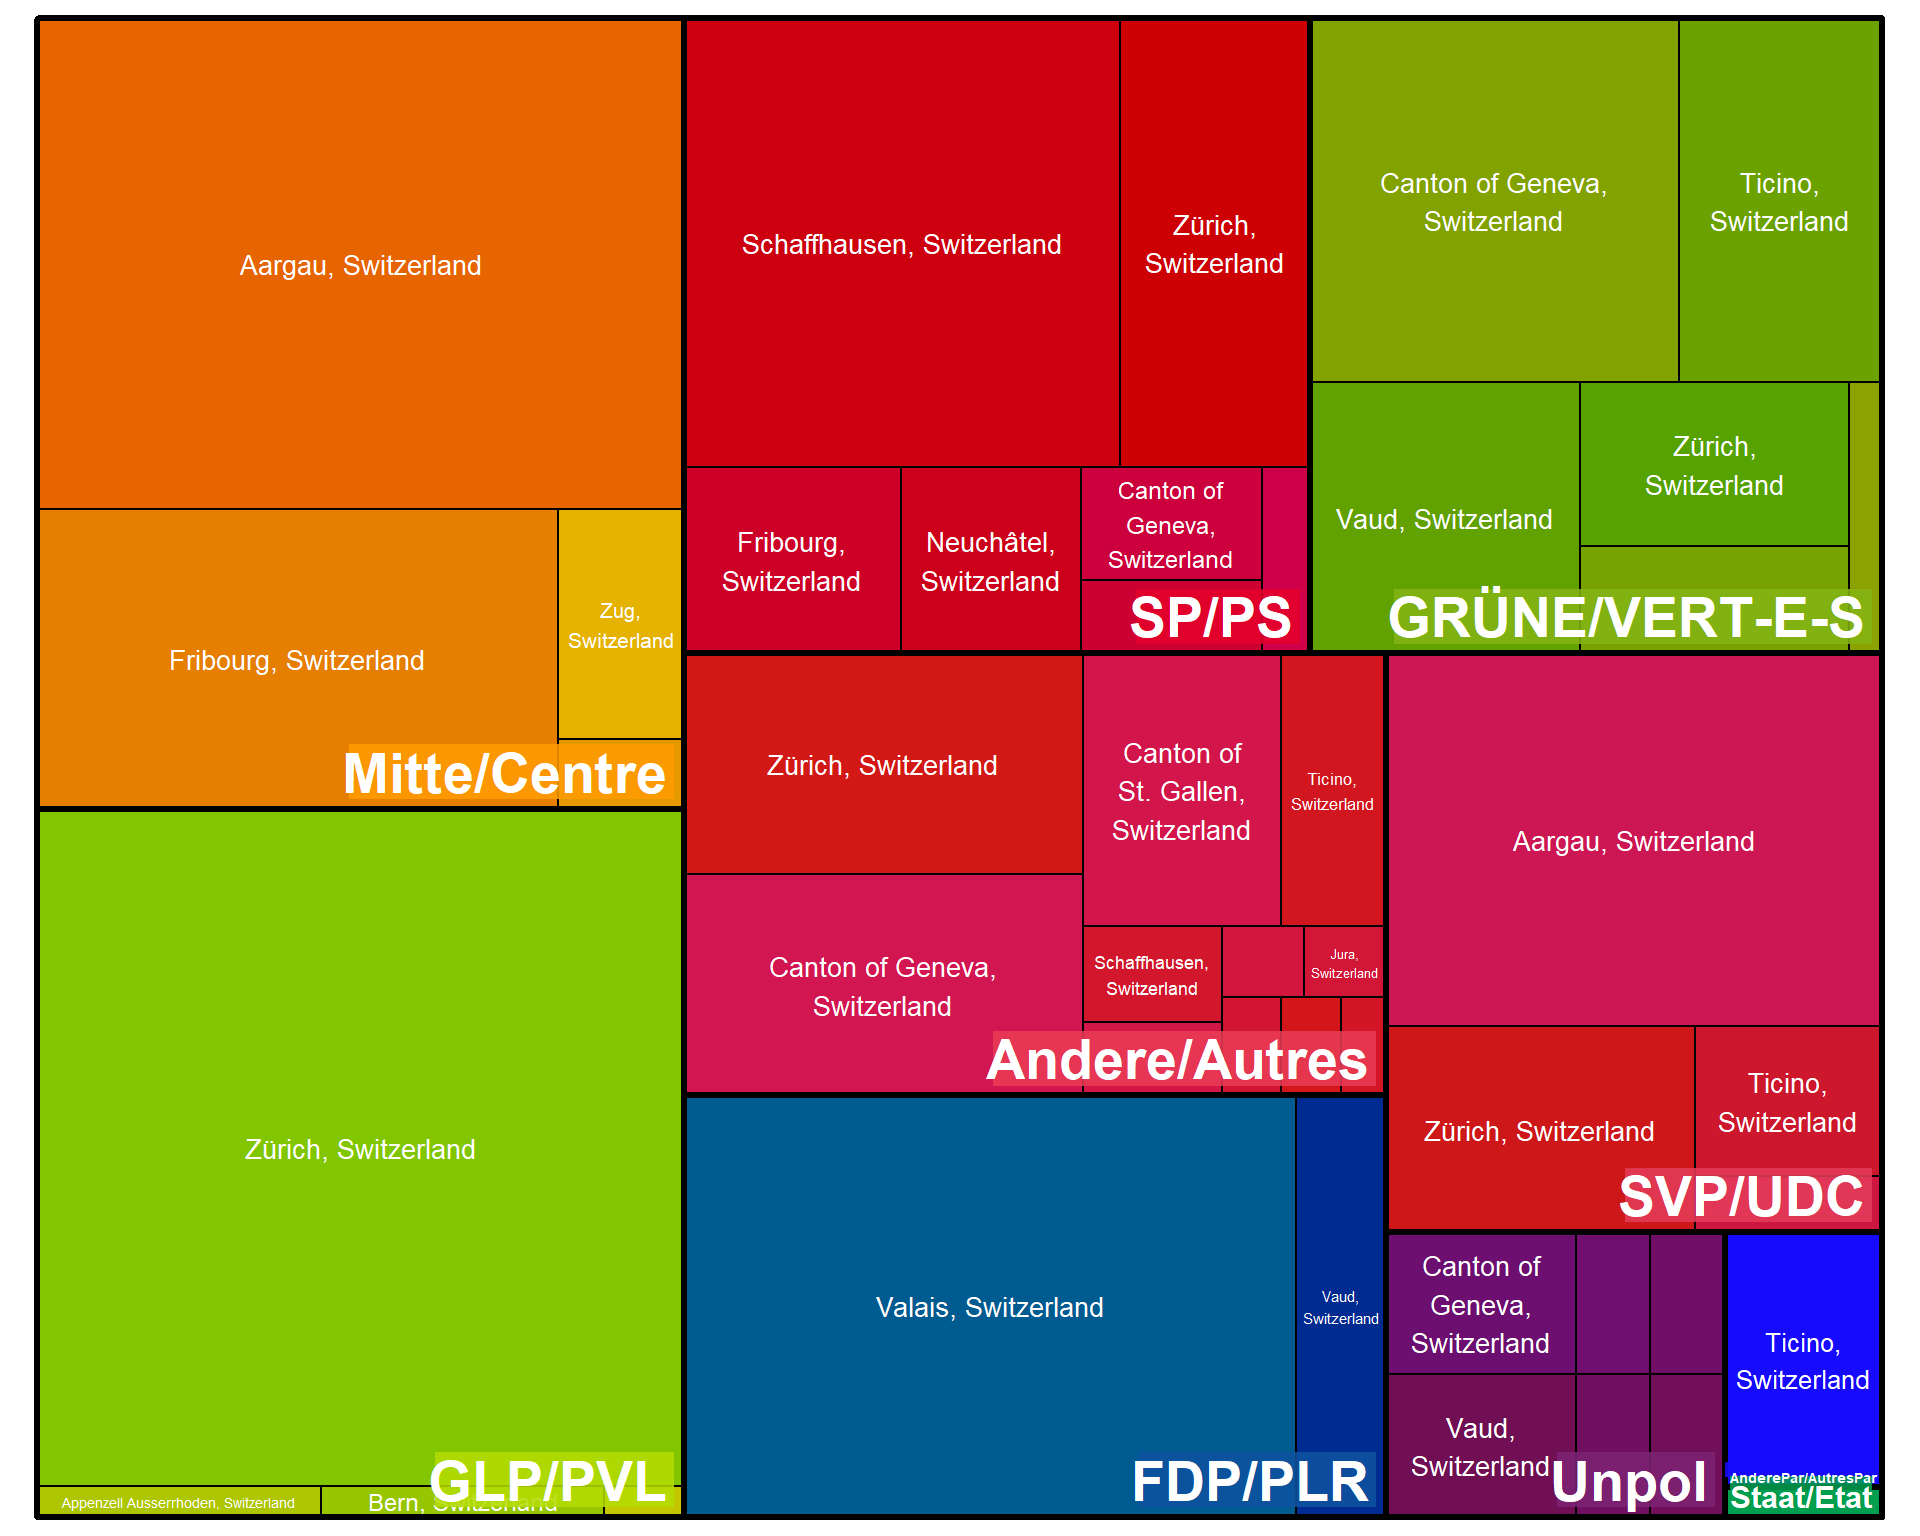 Aargau, Switzerland
Fribourg, Switzerland
Zug,
Switzerland
Mitte/Centre
Zürich, Switzerland
Appenzell Ausserrhoden, Switzerland
Bern, Switzerland
GLP/PVL
Schaffhausen, Switzerland
Zürich,
Switzerland
Fribourg,
Switzerland
Neuchâtel,
Switzerland
Canton of
Geneva,
Switzerland
SP/PS
Canton of Geneva,
Switzerland
Ticino,
Switzerland
Vaud, Switzerland
Zürich,
Switzerland
GRÜNE/VERT-E-S
Zürich, Switzerland
Canton of Geneva,
Switzerland
Canton of
St. Gallen,
Switzerland
Ticino,
Switzerland
Schaffhausen,
Switzerland
Jura,
Switzerland
Andere/Autres
Aargau, Switzerland
Zürich, Switzerland
Ticino,
Switzerland
SVP/UDC
Valais, Switzerland
Vaud,
Switzerland
FDP/PLR
Canton of
Geneva,
Switzerland
Vaud,
Switzerland
Unpol
Ticino,
Switzerland
AnderePar/AutresPar
Staat/Etat